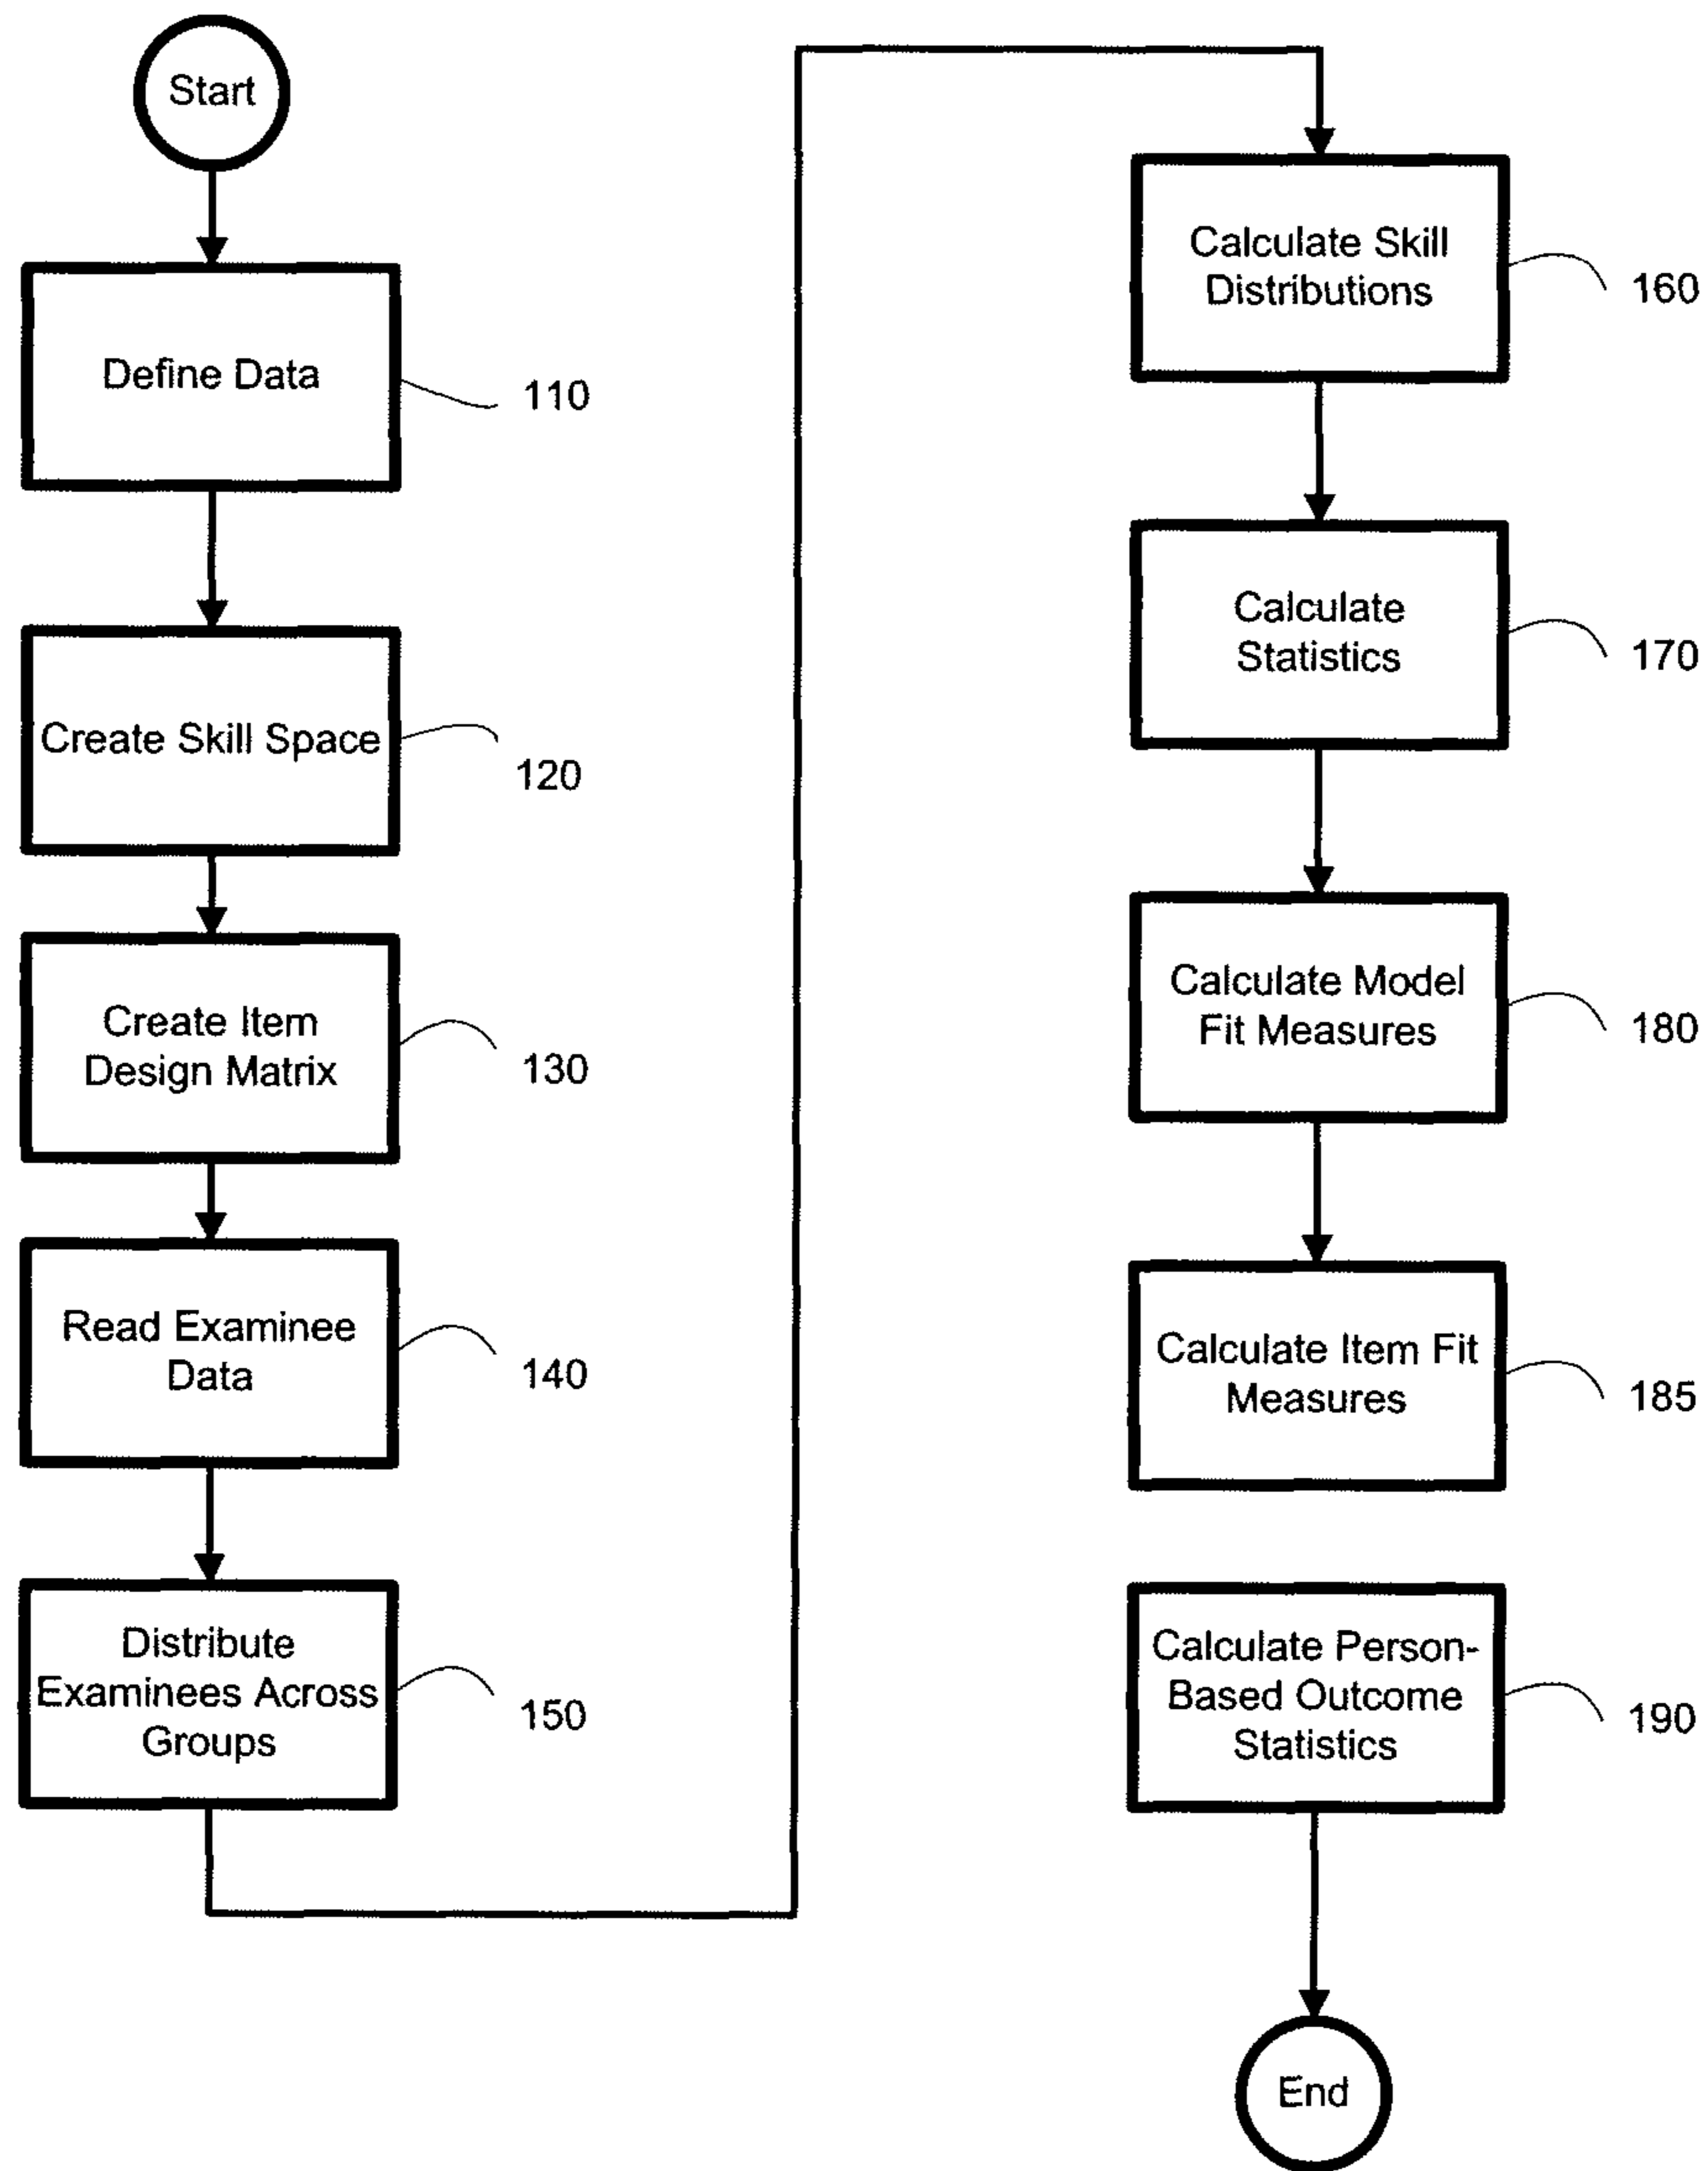 Start
Define Data
110
Create Skill Space
120
Create Item
Design Matrix
130
Read Examinee
Data
140
Distribute
Examinees Across
Groups
150
Calculate Skill
Distributions
160
Calculate
Statistics
170
Calculate Model
Fit Measures
180
Calculate Item Fit
Measures
185
Calculate Person-
Based Outcome
Statistics
190
End